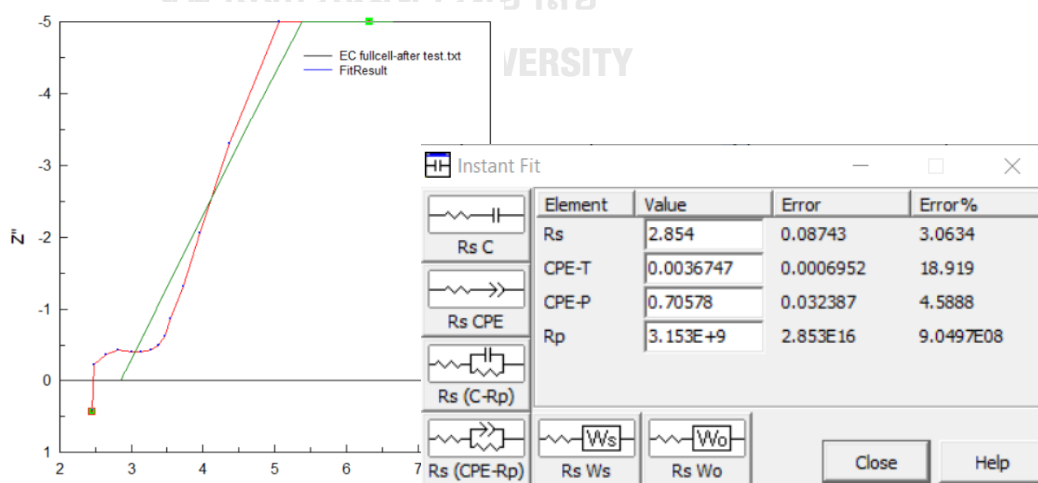 -5
-4
-3
-2
-1
0
1
Z''
2 3 4 5 6 7
EC fullcell-after test.txt
FitResult
VERSITY
Instant Fit
Element Value Error Error%
Rs 2.854 0.08743 3.0634
CPE-T 0.0036747 0.0006952 18.919
CPE-P 0.70578 0.032387 4.5888
Rp 3.153E+9 2.853E16 9.0497E08
Rs C
Rs CPE
Rs (C-Rp)
Rs (CPE-Rp)
Ws
Rs Ws
Wo
Rs Wo
Close
Help